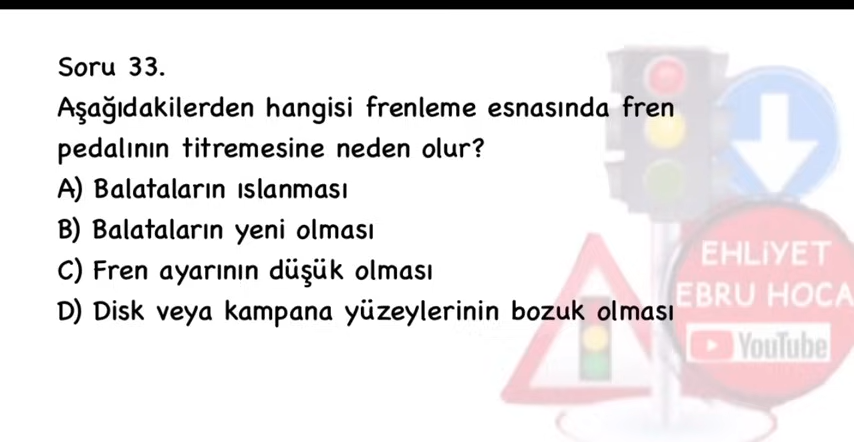 Soru 33.
Aşağıdakilerden hangisi frenleme esnasında fren
pedalının titremesine neden olur?
A) Balataların ıslanması
B) Balataların yeni olması
C) Fren ayarının düşük olması
D) Disk veya kampana yüzeylerinin bozuk olması
EHLİYET
EBRU HOCA
YouTube